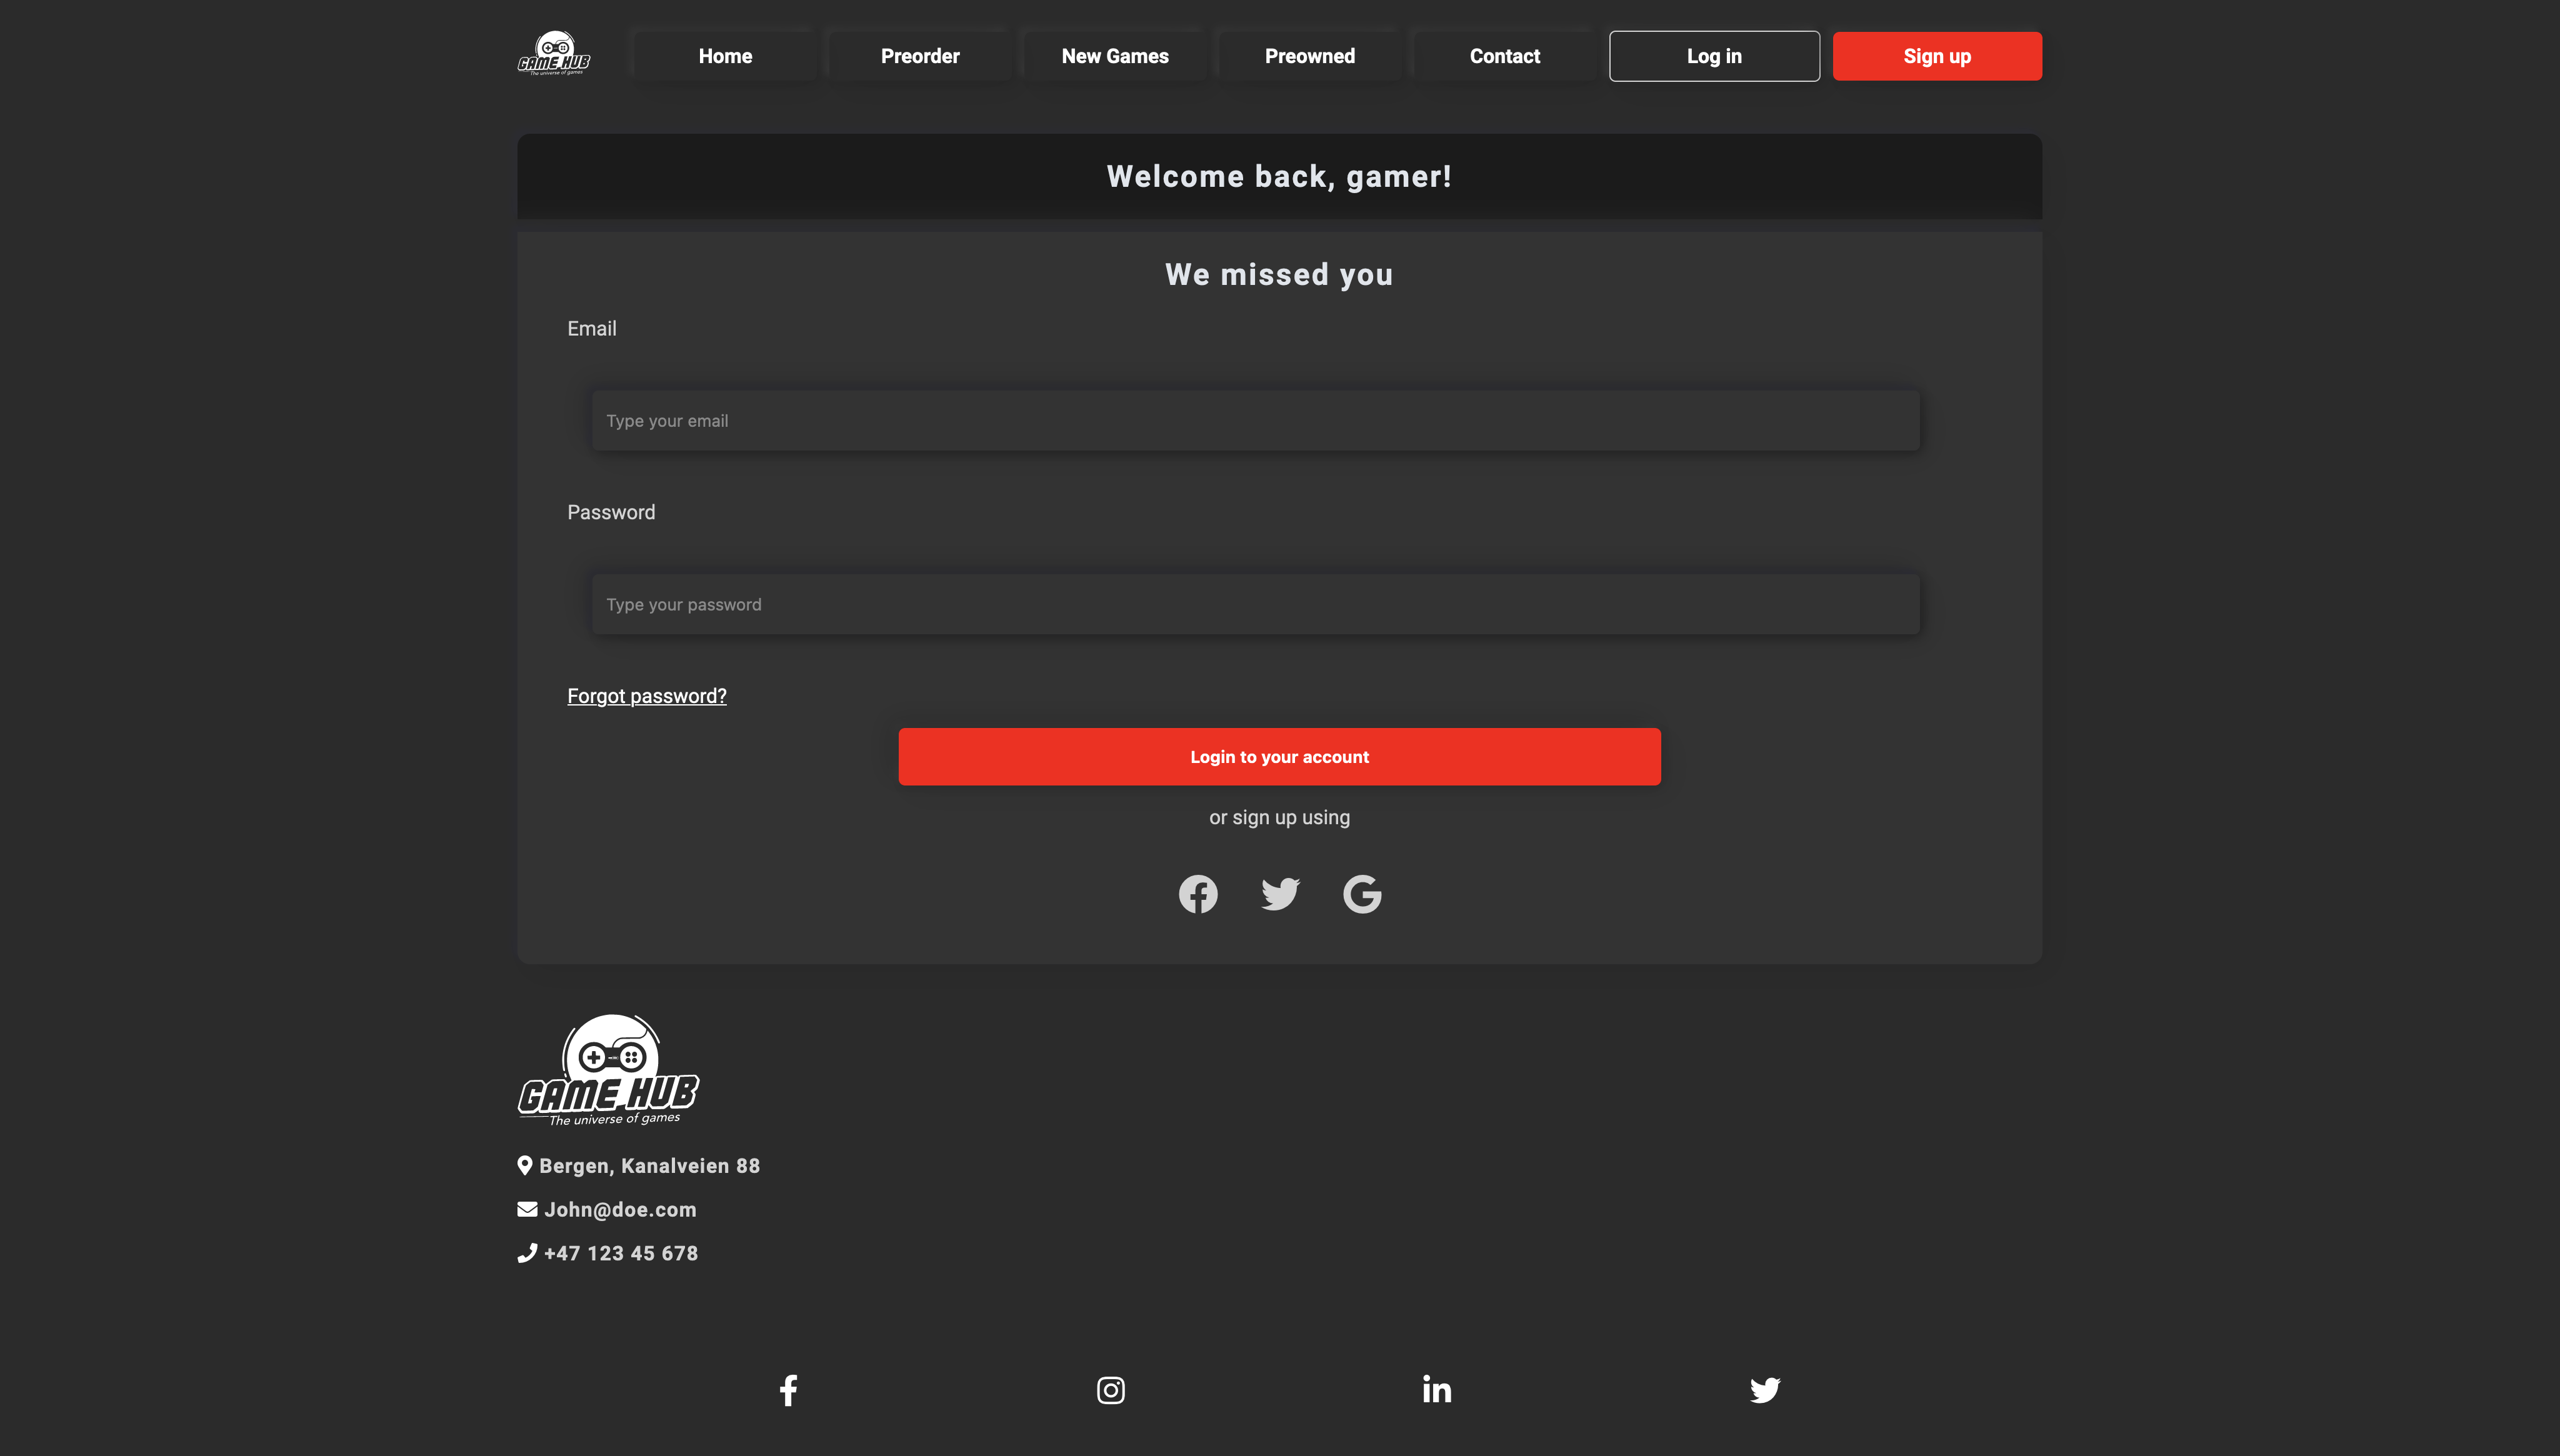 GAME HUB
The universe of games
Home
Preorder
New Games
Preowned
Contact
Log in
Sign up
Welcome back, gamer!
We missed you
Email
Type your email
Password
Type your password
Forgot password?
Login to your account
or sign up using
GAME HUB
The universe of games
Bergen, Kanalveien 88
John@doe.com
+47 123 45 678